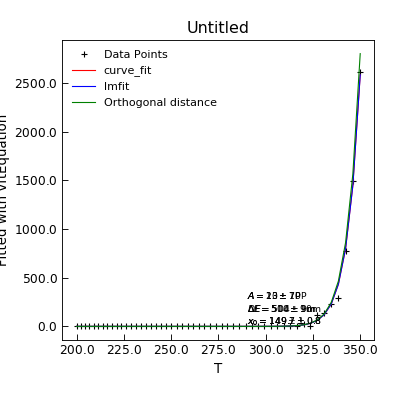 Untitled
Data Points
curve_fit
lmfit
Orthogonal distance
2500.0
2000.0
1500.0
1000.0
500.0
0.0
200.0 225.0 250.0 275.0 300.0 325.0 350.0
T
Fitted with VftEquation